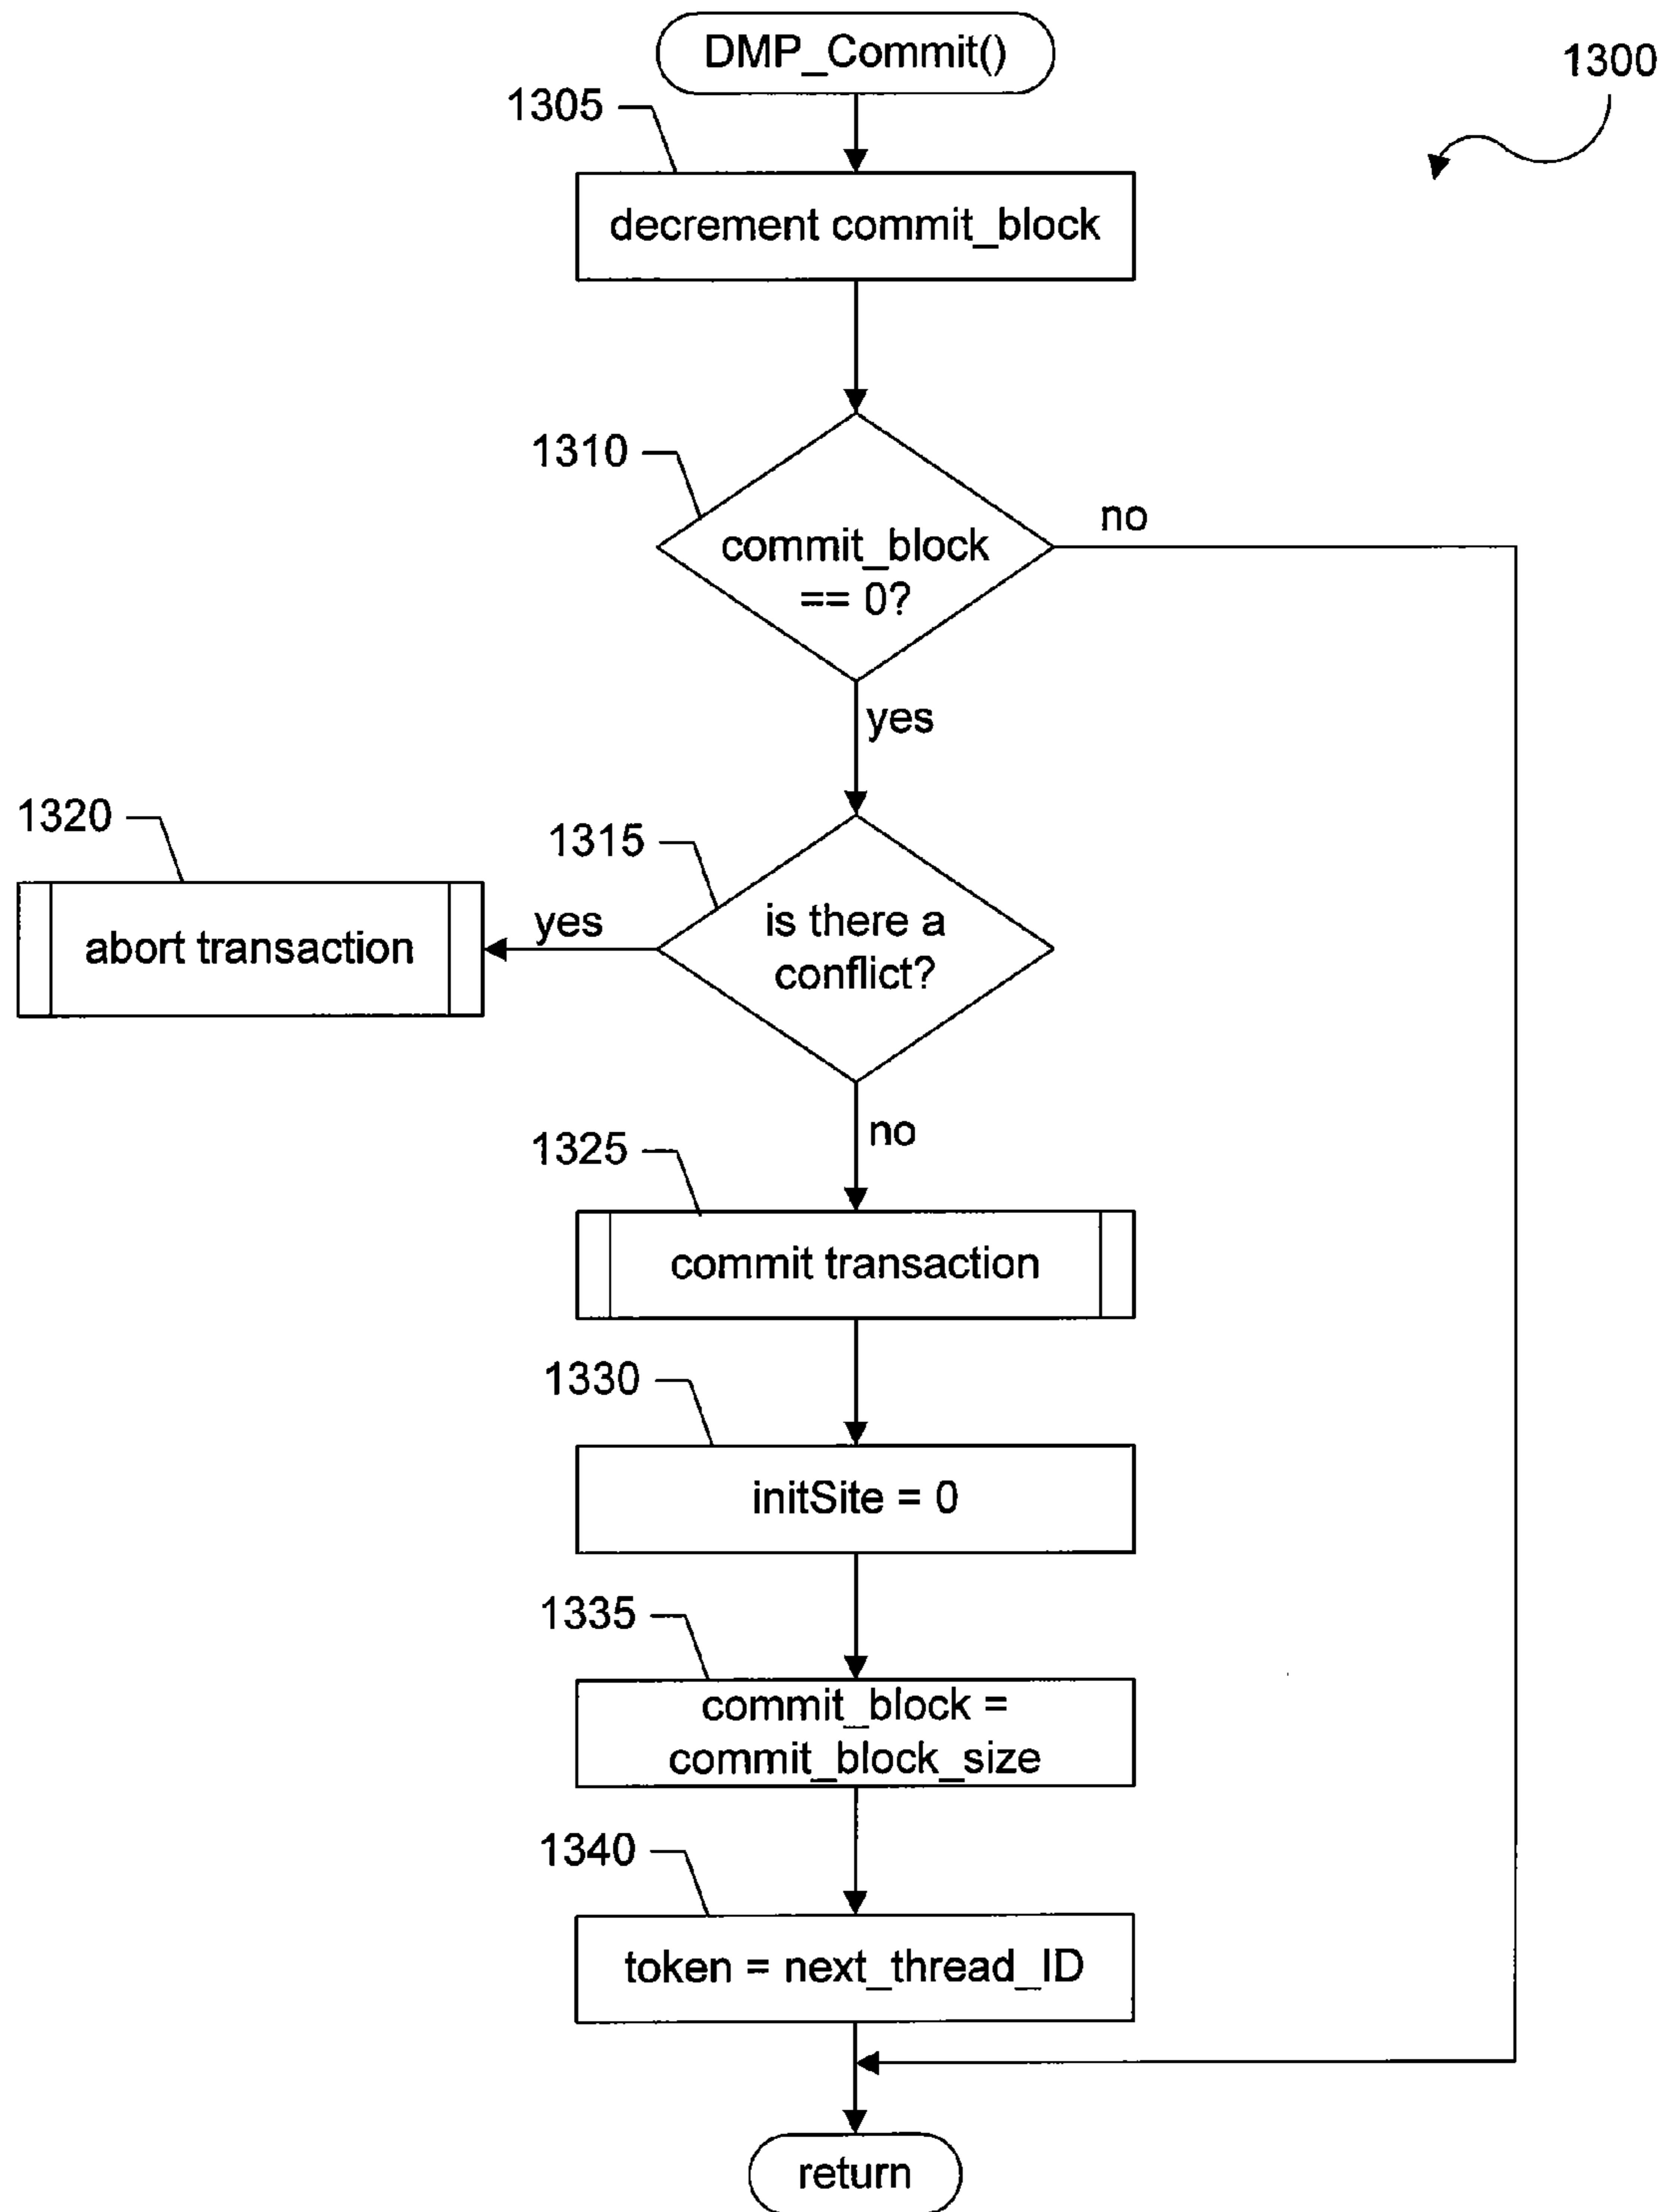 DMP_Commit()
1300
1305
decrement commit_block
1310
commit_block
== 0?
no
yes
1320
1315
is there a
conflict?
yes
abort transaction
no
1325
commit transaction
1330
initSite = 0
1335
commit_block =
commit_block_size
1340
token = next_thread_ID
return